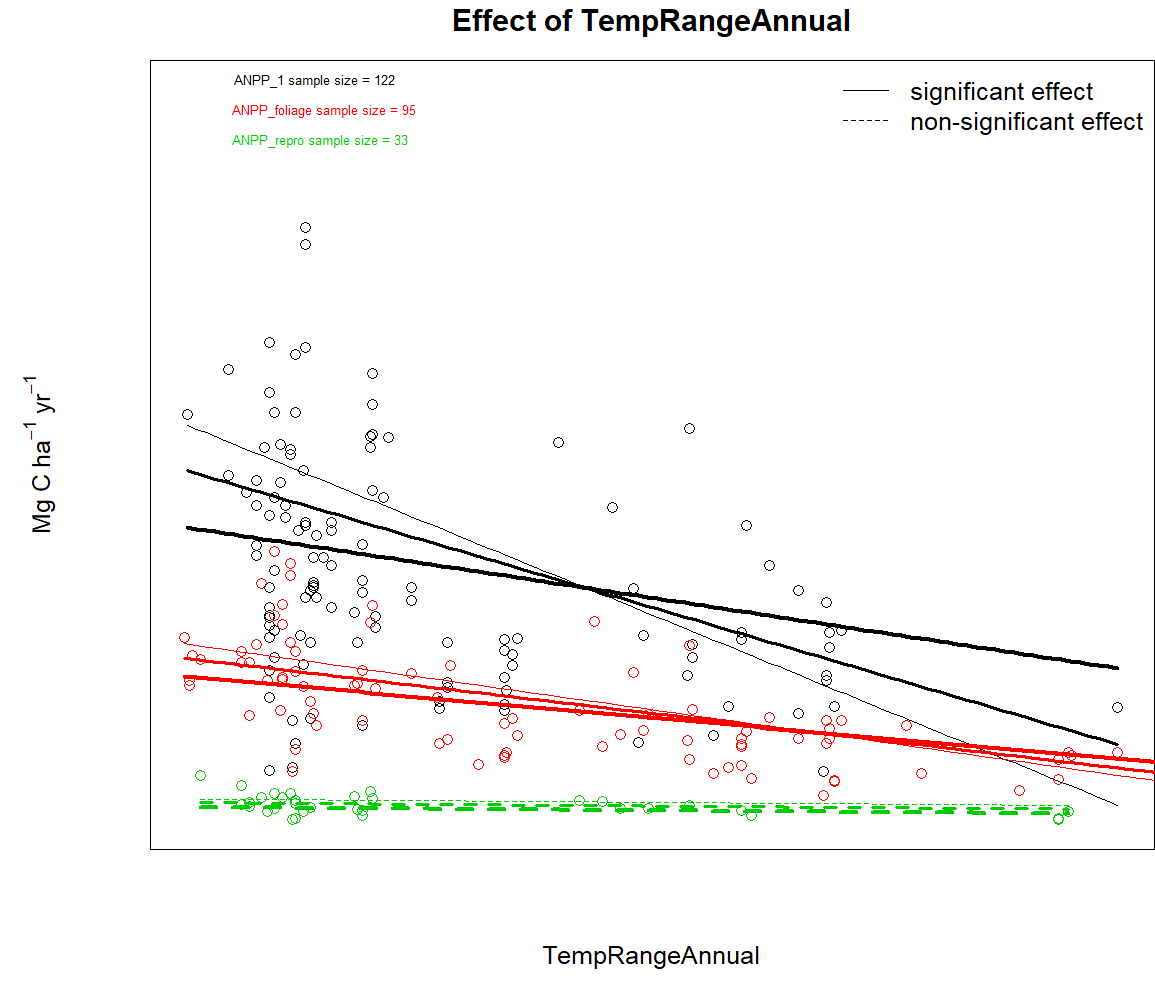 Effect of TempRangeAnnual
ANPP_1 sample size = 122
ANPP_foliage sample size = 95
ANPP_repro sample size = 33
significant effect
non-significant effect
Mg C ha⁻¹ yr⁻¹
TempRangeAnnual